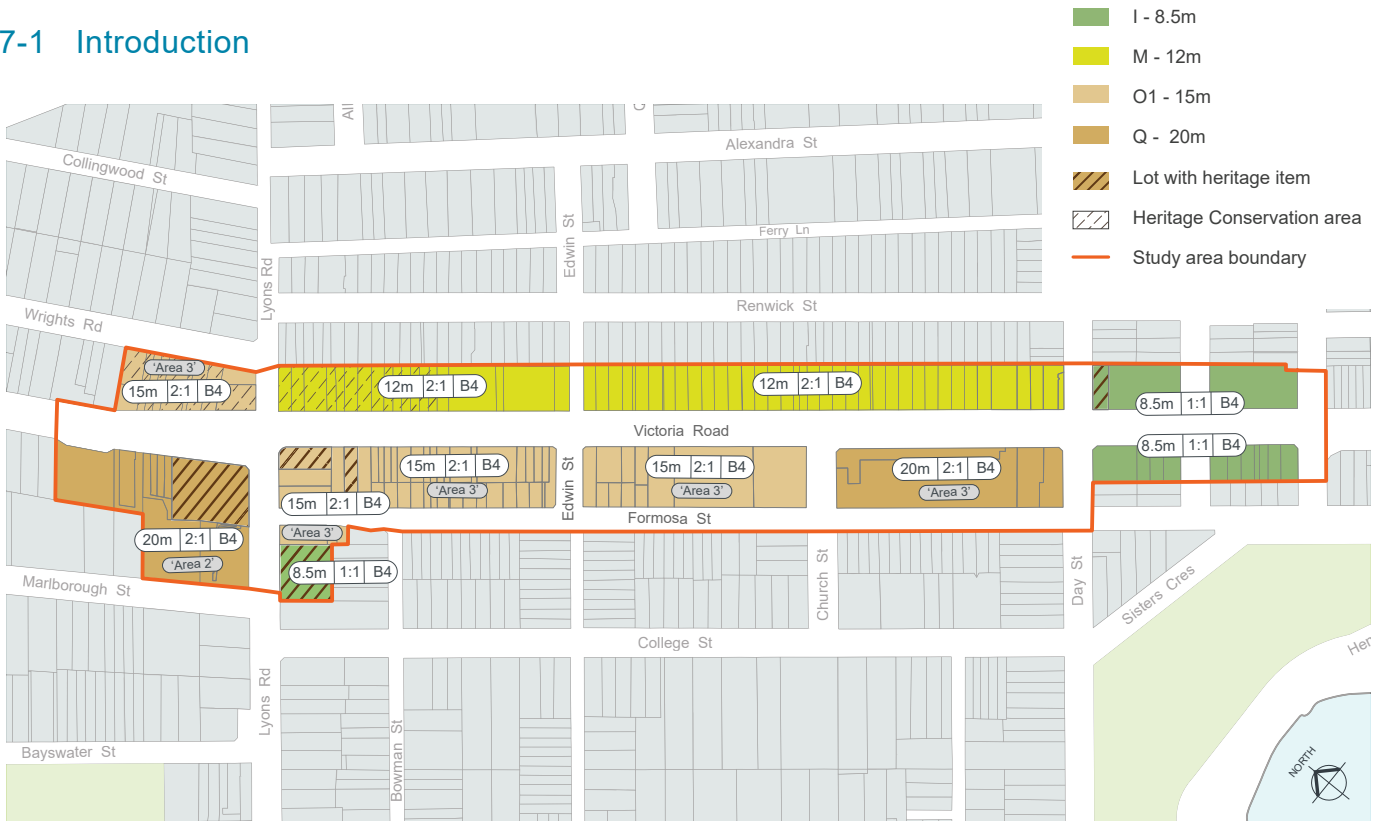 7-1 Introduction
I - 8.5m
M - 12m
O1 - 15m
Q - 20m
Lot with heritage item
Heritage Conservation area
Study area boundary
Alexandra St
Collingwood St
Edwin St
Ferry Ln
Lyons Rd
Renwick St
Wrights Rd
'Area 3'
15m 2:1 B4
12m 2:1 B4
12m 2:1 B4
8.5m 1:1 B4
Victoria Road
8.5m 1:1 B4
15m 2:1 B4
'Area 3'
15m 2:1 B4
'Area 3'
20m 2:1 B4
'Area 3'
Edwin St
15m 2:1 B4
Formosa St
'Area 3'
20m 2:1 B4
'Area 2'
8.5m 1:1 B4
Marlborough St
Church St
Day St
Sisters Cres
College St
Lyons Rd
Bowman St
Bayswater St
NORTH